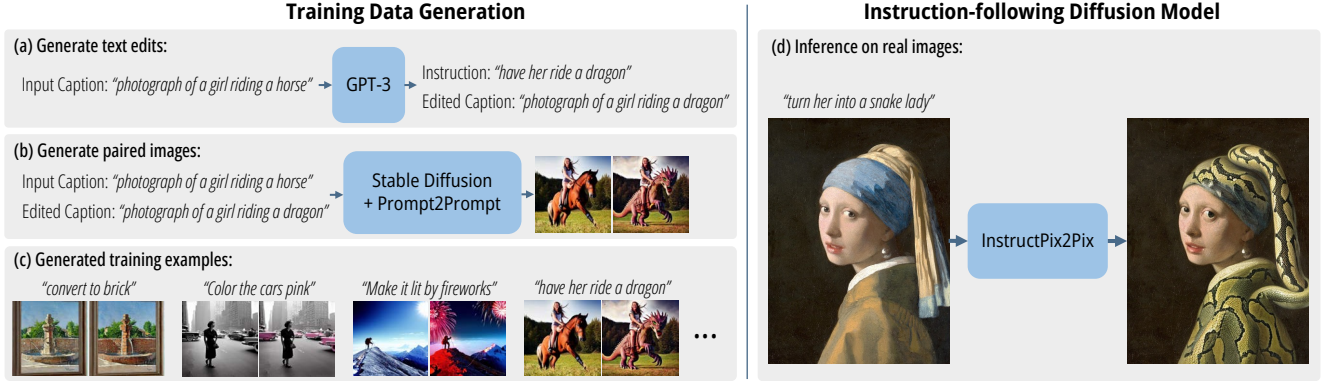 Training Data Generation
(a) Generate text edits:
Input Caption: “photograph of a girl riding a horse”
GPT-3
Instruction: “have her ride a dragon”
Edited Caption: “photograph of a girl riding a dragon”
(b) Generate paired images:
Input Caption: “photograph of a girl riding a horse”
Edited Caption: “photograph of a girl riding a dragon”
Stable Diffusion
+ Prompt2Prompt
(c) Generated training examples:
“convert to brick”
“Color the cars pink”
“Make it lit by fireworks”
“have her ride a dragon”
...
Instruction-following Diffusion Model
(d) Inference on real images:
“turn her into a snake lady”
InstructPix2Pix